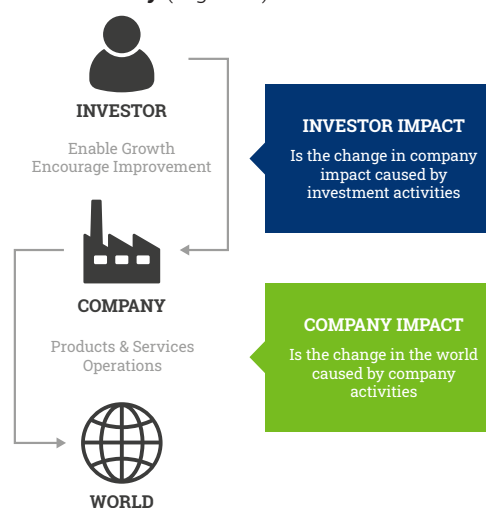 INVESTOR
Enable Growth
Encourage Improvement
INVESTOR IMPACT
Is the change in company
impact caused by
investment activities
COMPANY
Products & Services
Operations
COMPANY IMPACT
Is the change in the world
caused by company
activities
WORLD